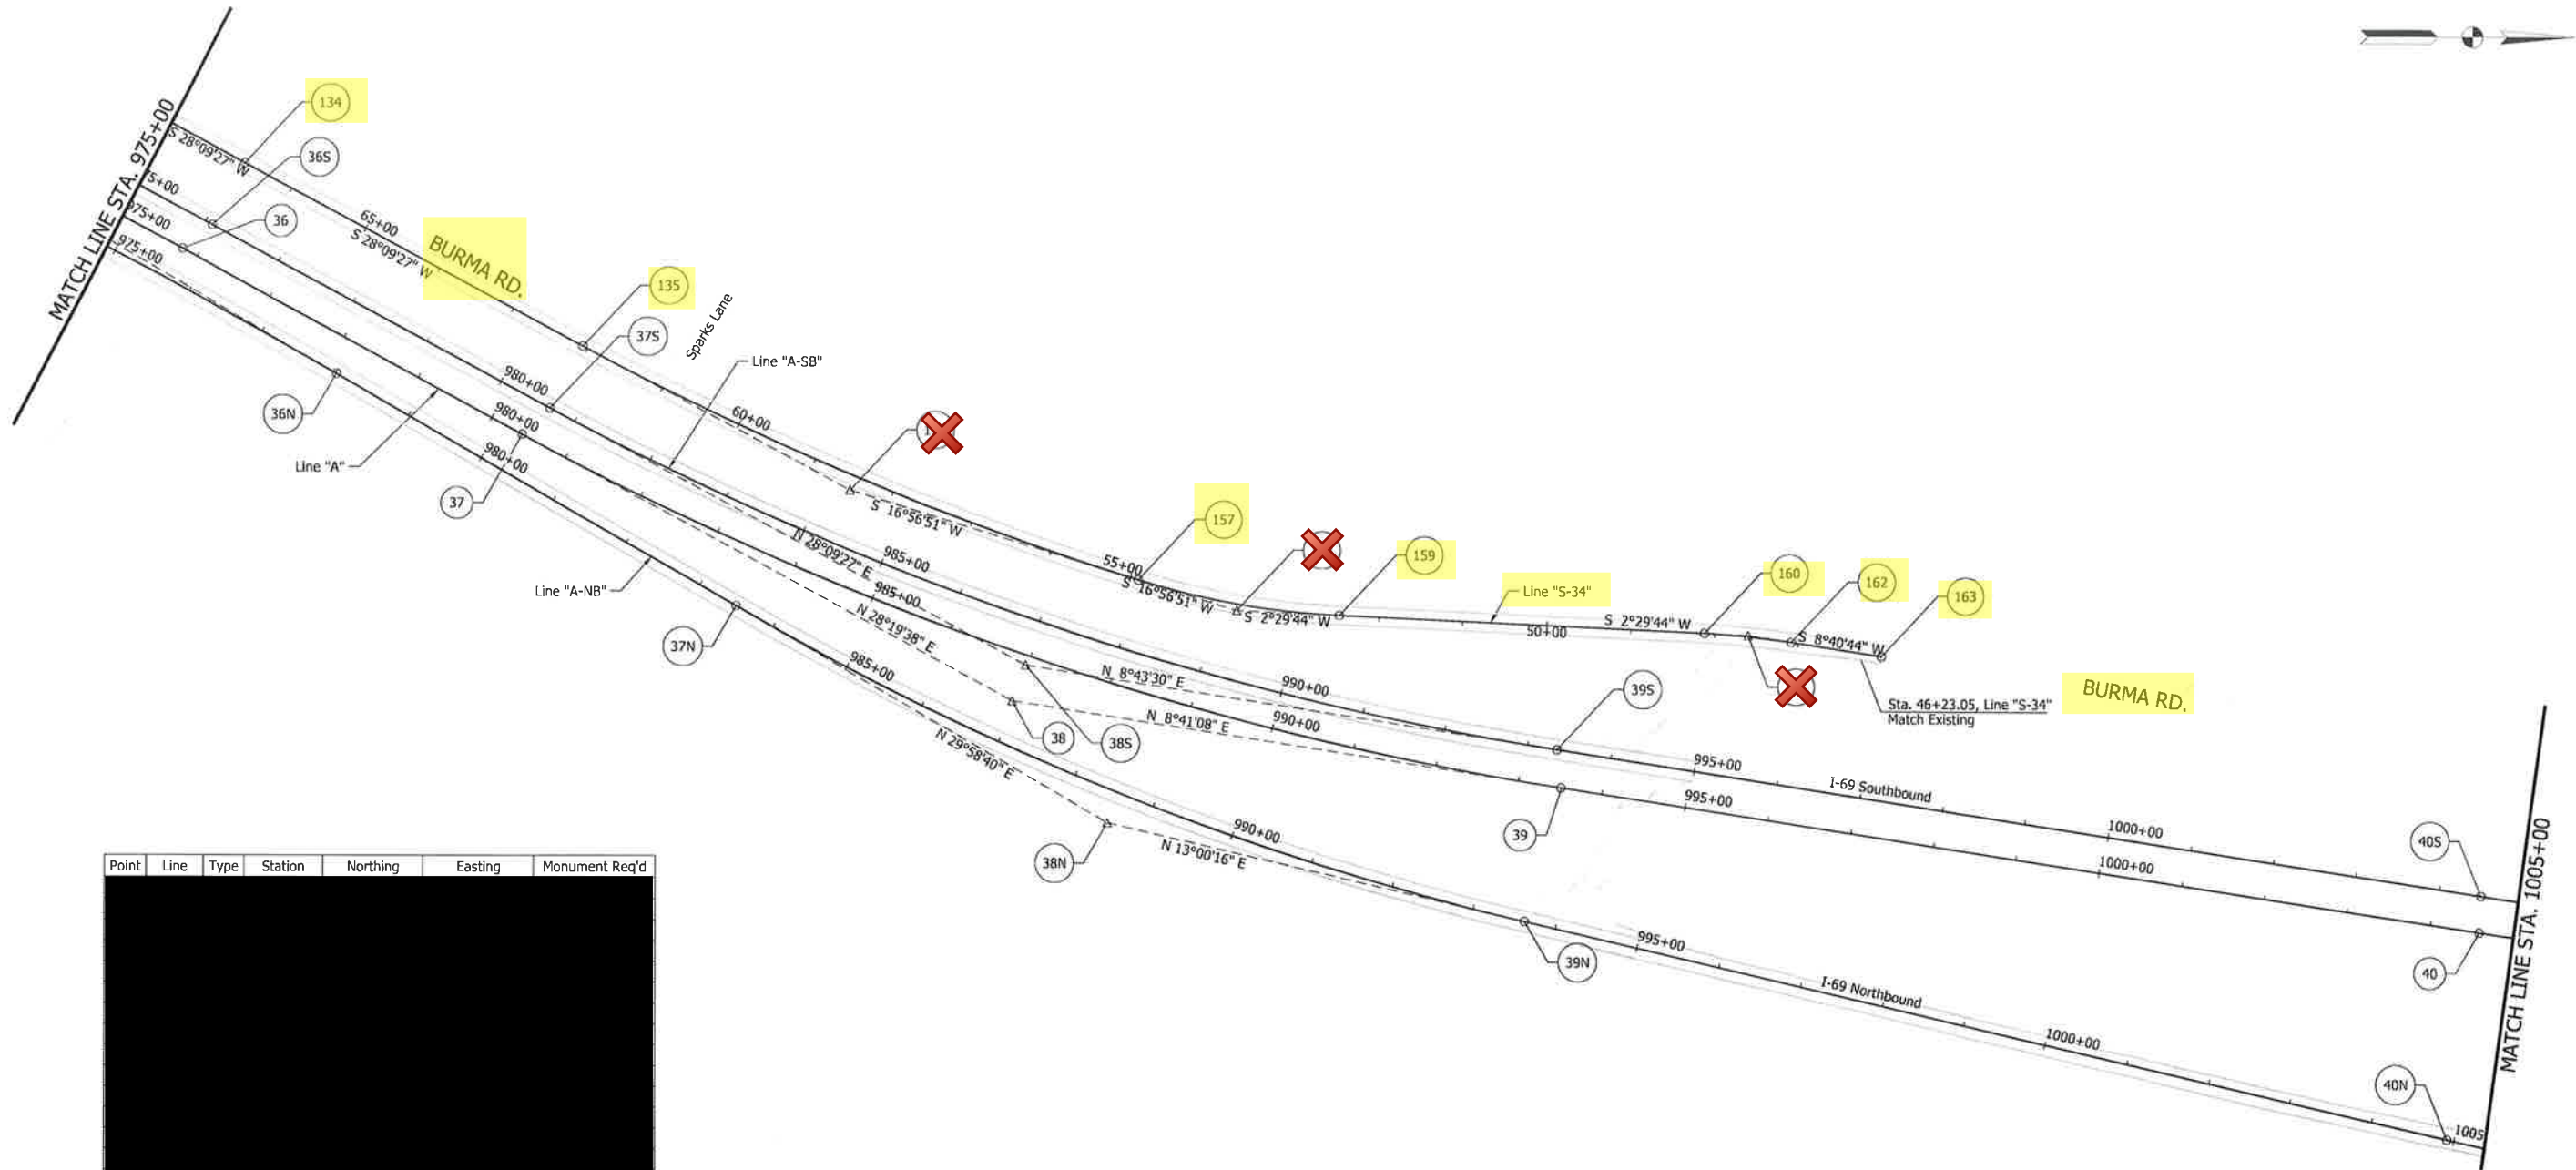 MATCH LINE STA. 975+00
134
36S
36
S 28°09'27" W
75+00
975+00
975+00
65+00
S 28°09'27" W
BURMA RD.
135
Sparks Lane
37S
Line "A-SB"
36N
Line "A"
980+00
980+00
980+00
37
60+00
S 16°56'51" W
157
55+00
S 16°56'51" W
159
S 2°29'44" W
Line "S-34"
50+00
S 2°29'44" W
160
162
163
S 8°40'44" W
Sta. 46+23.05, Line "S-34"
Match Existing
BURMA RD.
Line "A-NB"
37N
N 28°09'27" E
985+00
985+00
N 28°19'38" E
985+00
N 8°43'30" E
990+00
39S
N 8°41'08" E
990+00
38
38S
N 29°58'40" E
38N
990+00
N 13°00'16" E
39
995+00
I-69 Southbound
995+00
1000+00
1000+00
40S
40
39N
995+00
I-69 Northbound
1000+00
40N
1005
MATCH LINE STA. 1005+00
Point Line Type Station Northing Easting Monument Req'd